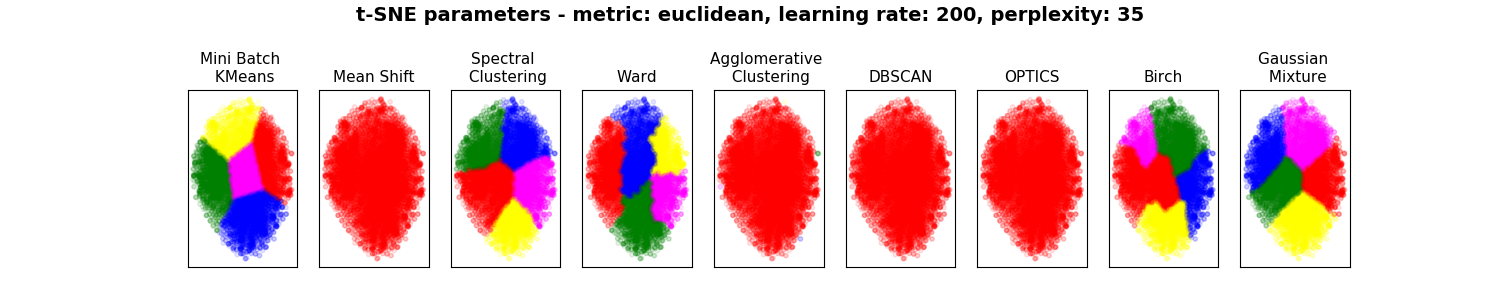 t-SNE parameters - metric: euclidean, learning rate: 200, perplexity: 35
Mini Batch
KMeans
Mean Shift
Spectral
Clustering
Ward
Agglomerative
Clustering
DBSCAN
OPTICS
Birch
Gaussian
Mixture